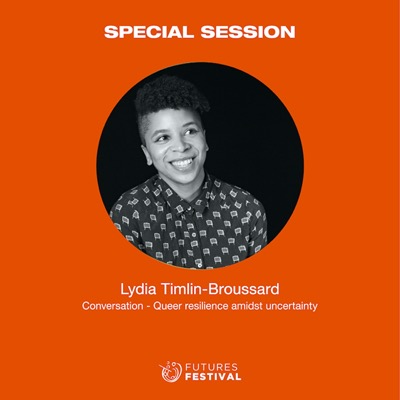 SPECIAL SESSION
Lydia Timlin-Broussard
Conversation - Queer resilience amidst uncertainty
FUTURES
FESTIVAL